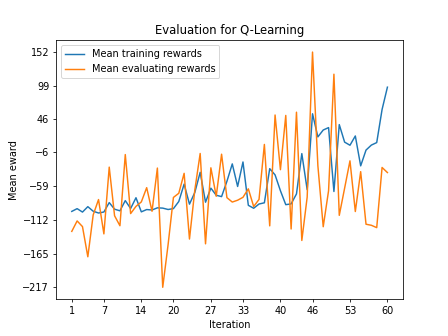 Evaluation for Q-Learning
Mean training rewards
Mean evaluating rewards
152
99
46
−6
−59
−112
−165
−217
Mean eward
1 7 14 20 27 33 40 46 53 60
Iteration